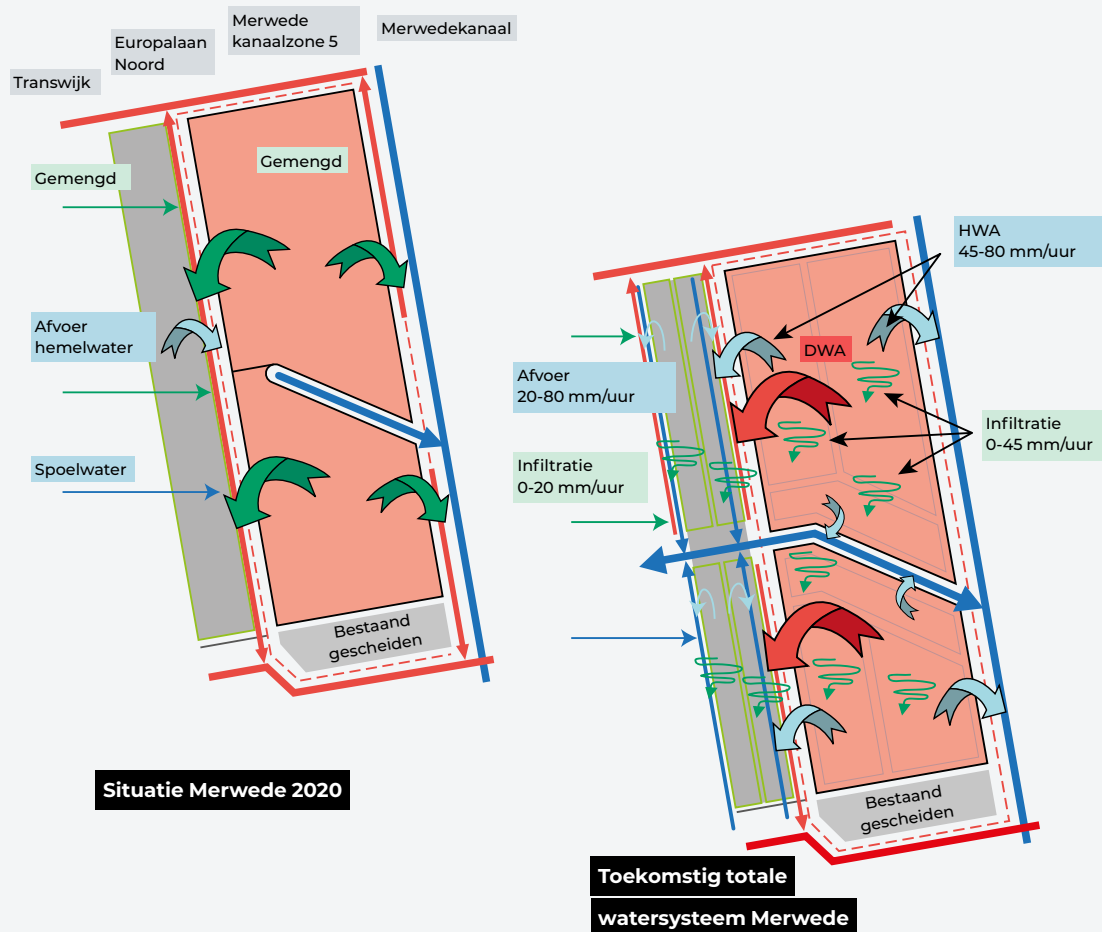 Transwijk
Europalaan
Noord
Merwede
kanaalzone 5
Merwedekanaal
Gemengd
Gemengd
Afvoer
hemelwater
Spoelwater
Bestaand
gescheiden
Situatie Merwede 2020
HWA
45-80 mm/uur
DWA
Afvoer
20-80 mm/uur
Infiltratie
0-45 mm/uur
Infiltratie
0-20 mm/uur
Bestaand
gescheiden
Toekomstig totale
watersysteem Merwede